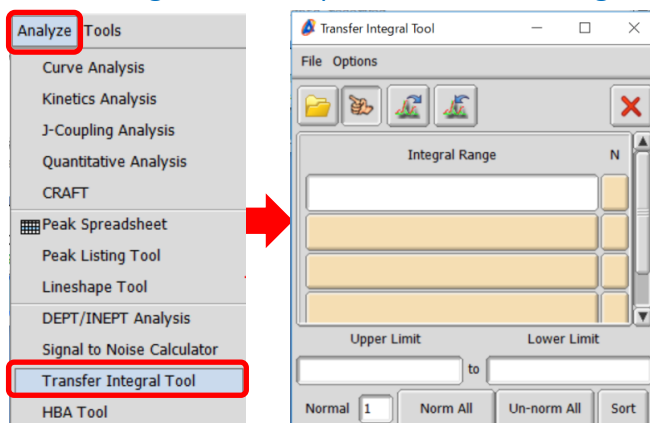 Analyze Tools
Curve Analysis
Kinetics Analysis
J-Coupling Analysis
Quantitative Analysis
CRAFT
Peak Spreadsheet
Peak Listing Tool
Lineshape Tool
DEPT/INEPT Analysis
Signal to Noise Calculator
Transfer Integral Tool
HBA Tool
Transfer Integral Tool
File Options
Integral Range N
Upper Limit Lower Limit
to
Normal 1 Norm All Un-norm All Sort